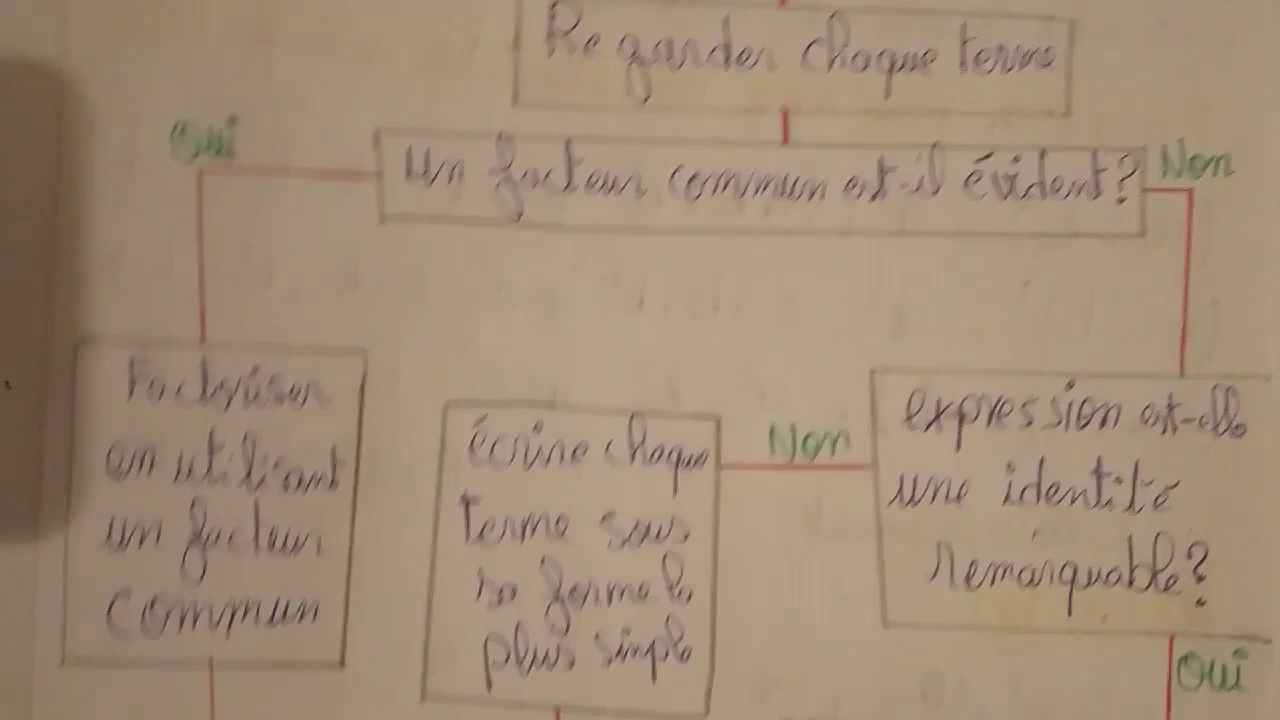 Regarder chaque terme
Oui
Un facteur commun est-il évident?
Non
Factoriser
en utilisant
un facteur
commun
écrire chaque
terme sous
sa forme la
plus simple
Non
expression est-elle
une identité
remarquable?
Oui